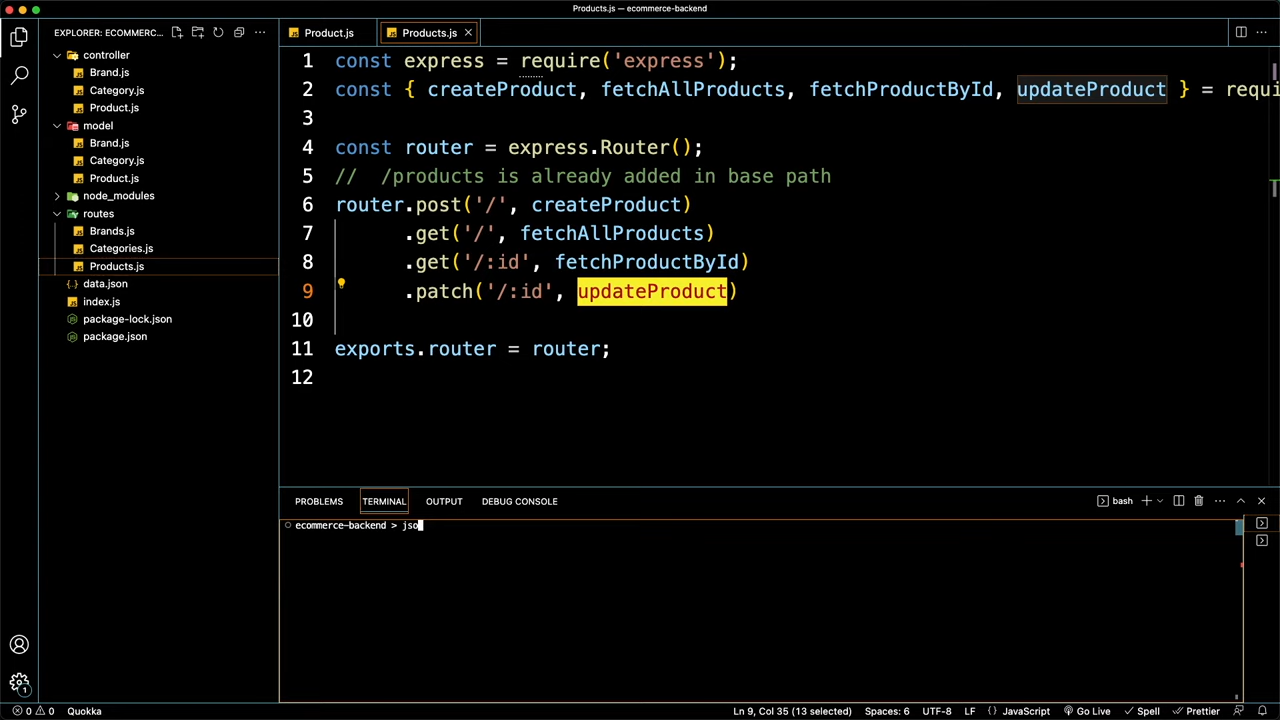 Products.js — ecommerce-backend
EXPLORER: ECOMMERC...
controller
Brand.js
Category.js
Product.js
model
Brand.js
Category.js
Product.js
node_modules
routes
Brands.js
Categories.js
Products.js
data.json
index.js
package-lock.json
package.json
Product.js
Products.js
1 const express = require('express');
2 const { createProduct, fetchAllProducts, fetchProductById, updateProduct } = requi
3
4 const router = express.Router();
5 // /products is already added in base path
6 router.post('/', createProduct)
7 .get('/', fetchAllProducts)
8 .get('/:id', fetchProductById)
9 .patch('/:id', updateProduct)
10
11 exports.router = router;
12
PROBLEMS TERMINAL OUTPUT DEBUG CONSOLE
bash
ecommerce-backend > jso
1
0 0 Quokka
Ln 9, Col 35 (13 selected) Spaces: 6 UTF-8 LF {} JavaScript Go Live Spell Prettier